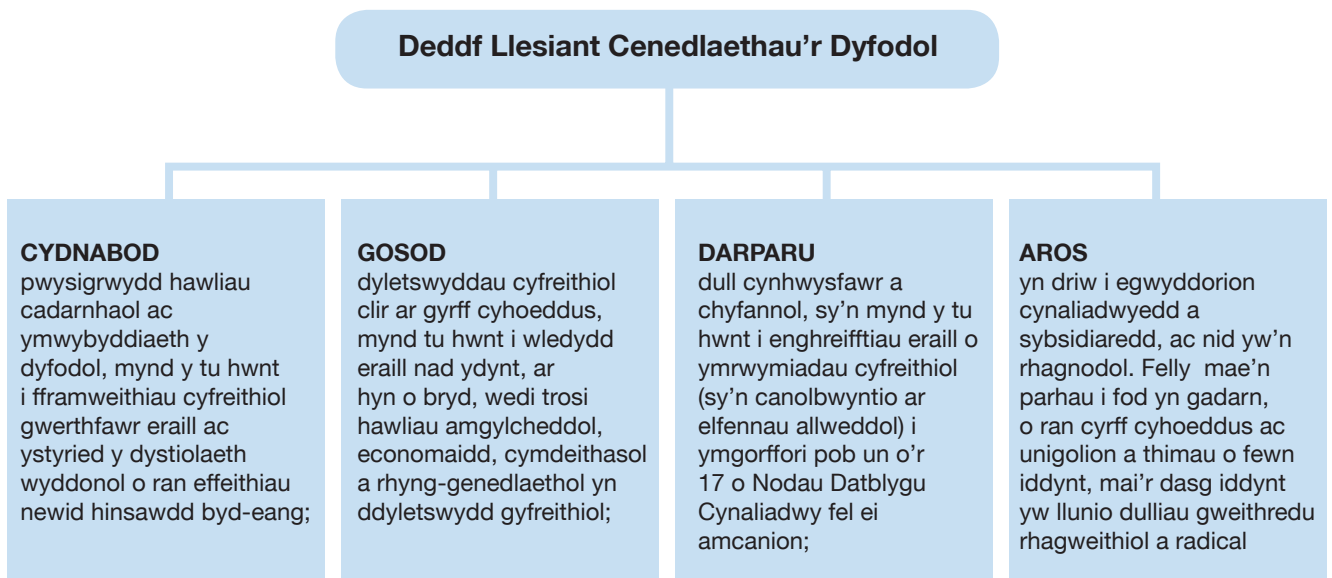 Deddf Llesiant Cenedlaethau'r Dyfodol
CYDNABOD
pwysigrwydd hawliau
cadarnhaol ac
ymwybyddiaeth y
dyfodol, mynd y tu hwnt
i fframweithiau cyfreithiol
gwerthfawr eraill ac
ystyried y dystiolaeth
wyddonol o ran effeithiau
newid hinsawdd byd-eang;
GOSOD
dyletswyddau cyfreithiol
clir ar gyrff cyhoeddus,
mynd tu hwnt i wledydd
eraill nad ydynt, ar
hyn o bryd, wedi trosi
hawliau amgylcheddol,
economaidd, cymdeithasol
a rhyng-genedlaethol yn
ddyletswydd gyfreithiol;
DARPARU
dull cynhwysfawr a
chyfannol, sy'n mynd y tu
hwnt i enghreifftiau eraill o
ymrwymiadau cyfreithiol
(sy'n canolbwyntio ar
elfennau allweddol) i
ymgorffori pob un o'r
17 o Nodau Datblygu
Cynaliadwy fel ei
amcanion;
AROS
yn driw i egwyddorion
cynaliadwyedd a
sybsidiaredd, ac nid yw'n
rhagnodol. Felly mae'n
parhau i fod yn gadarn,
o ran cyrff cyhoeddus ac
unigolion a thimau o fewn
iddynt, mai'r dasg iddynt
yw llunio dulliau gweithredu
rhagweithiol a radical